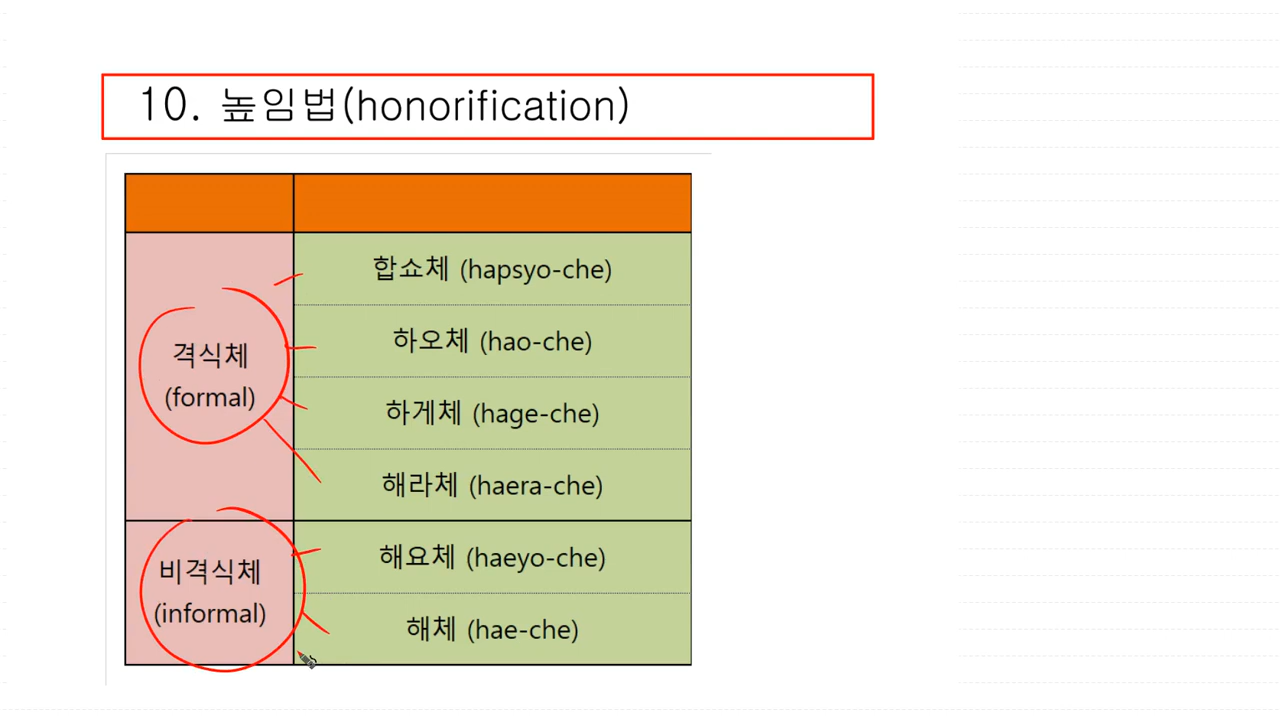 10. 높임법(honorification)
합쇼체 (hapsyo-che)
하오체 (hao-che)
격식체
(formal)
하게체 (hage-che)
해라체 (haera-che)
해요체 (haeyo-che)
비격식체
(informal)
해체 (hae-che)